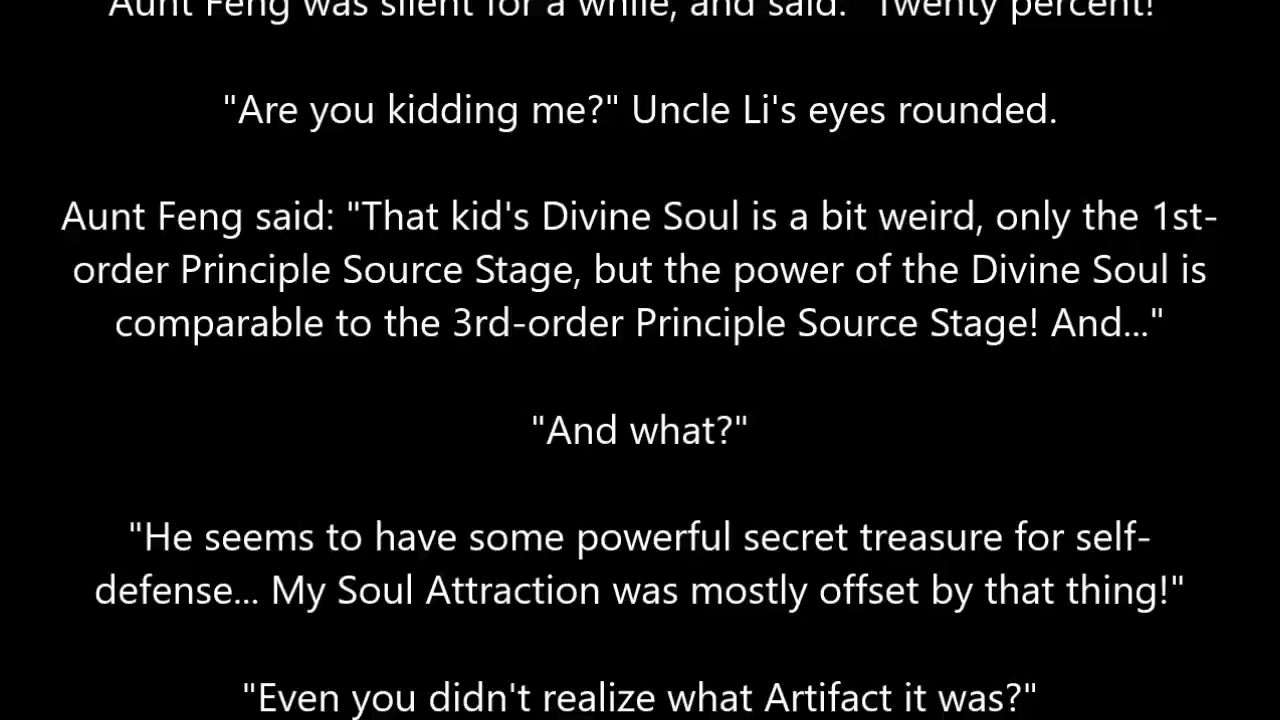 Aunt Feng was silent for a while, and said: "Twenty percent!"
"Are you kidding me?" Uncle Li's eyes rounded.
Aunt Feng said: "That kid's Divine Soul is a bit weird, only the 1st-
order Principle Source Stage, but the power of the Divine Soul is
comparable to the 3rd-order Principle Source Stage! And..."
"And what?"
"He seems to have some powerful secret treasure for self-
defense... My Soul Attraction was mostly offset by that thing!"
"Even you didn't realize what Artifact it was?"